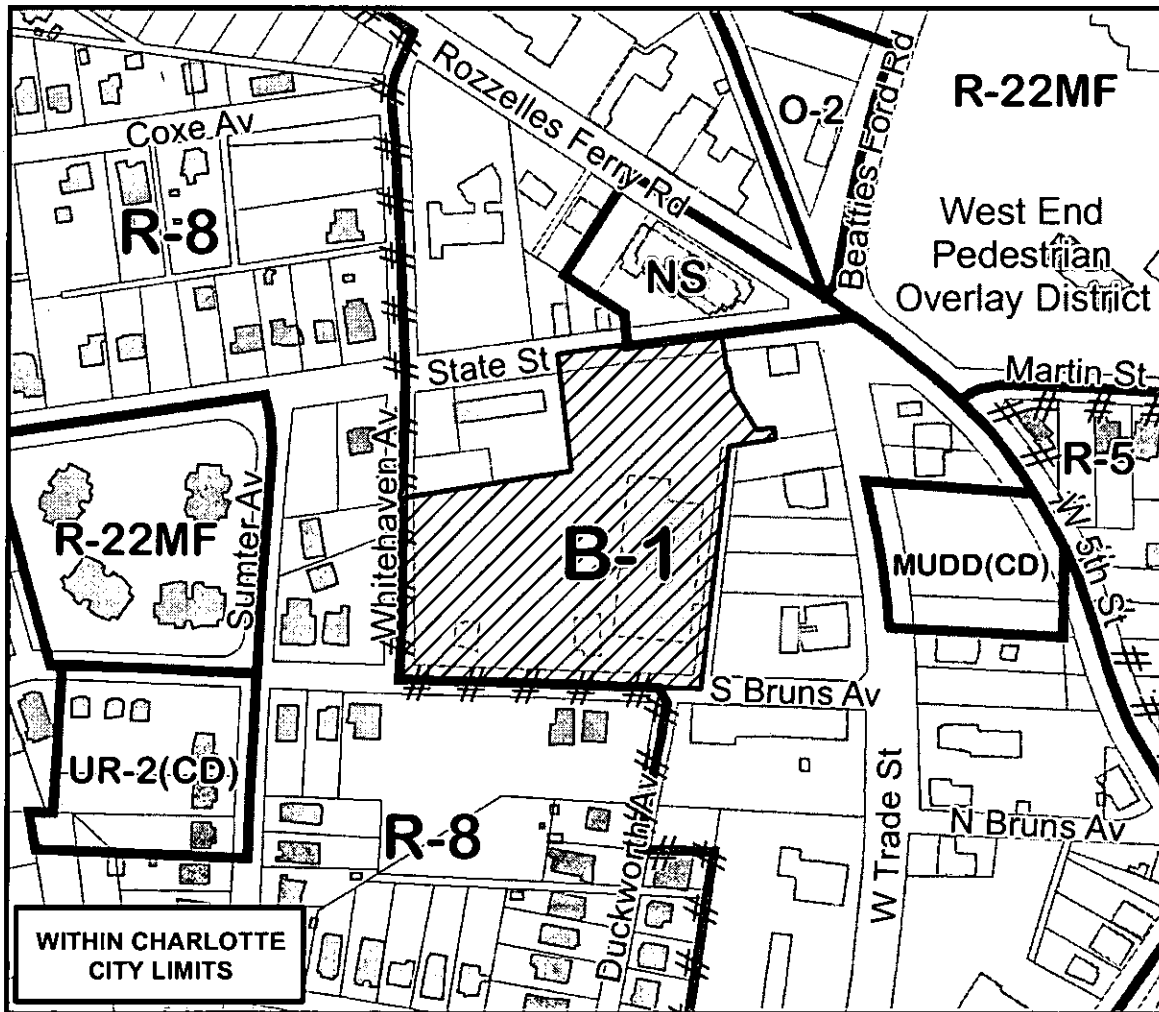 Rozzelles Ferry Rd
O-2
Beatties Ford Rd
R-22MF
Coxe Av
R-8
West End
Pedestrian
Overlay District
NS
State St
Martin St
Whitehaven Av
R-5
Sumter Av
R-22MF
B-1
MUDD(CD)
W 5th St
S Bruns Av
UR-2(CD)
R-8
Duckworth Av
W Trade St
N Bruns Av
WITHIN CHARLOTTE
CITY LIMITS